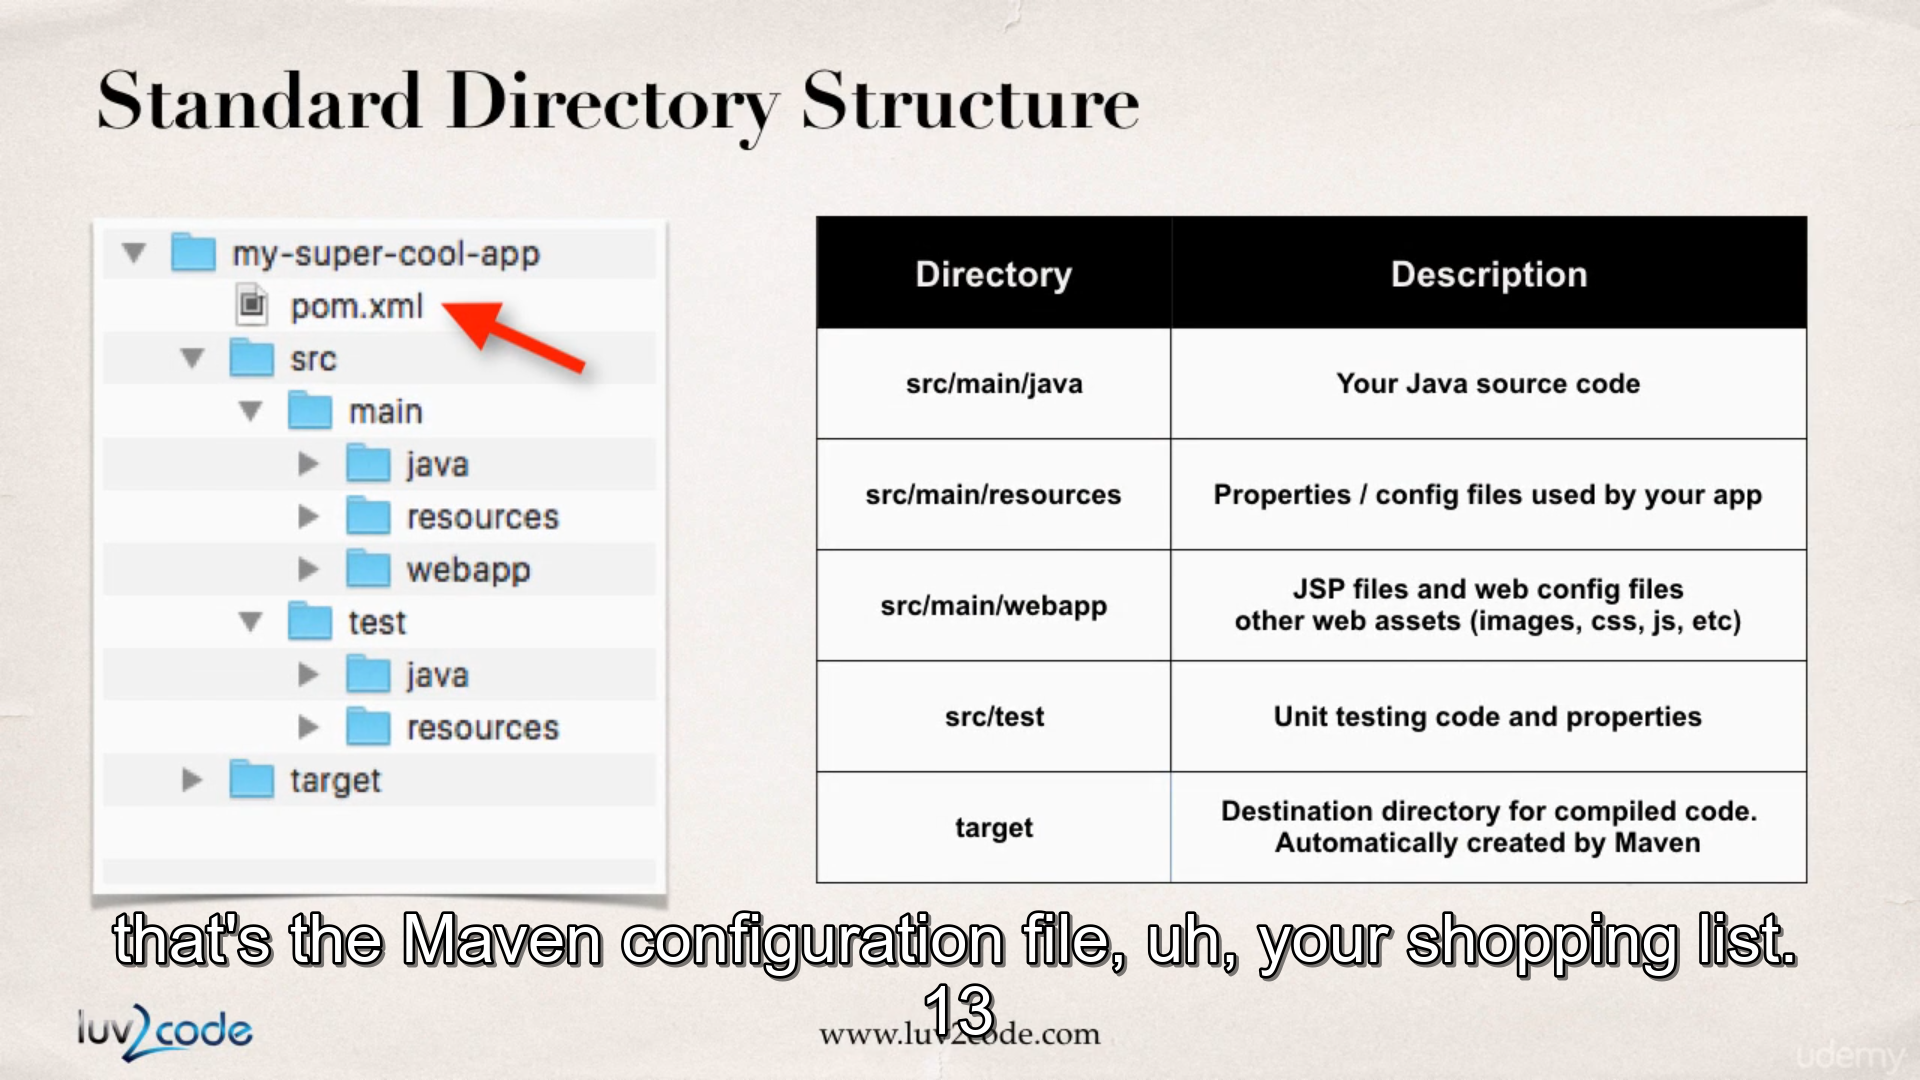 Standard Directory Structure
my-super-cool-app
pom.xml
src
main
java
resources
webapp
test
java
resources
target
Directory Description
src/main/java Your Java source code
src/main/resources Properties / config files used by your app
src/main/webapp JSP files and web config files
other web assets (images, css, js, etc)
src/test Unit testing code and properties
target Destination directory for compiled code.
Automatically created by Maven
that's the Maven configuration file, uh, your shopping list.
13
luv2code
www.luv2code.com
udemy